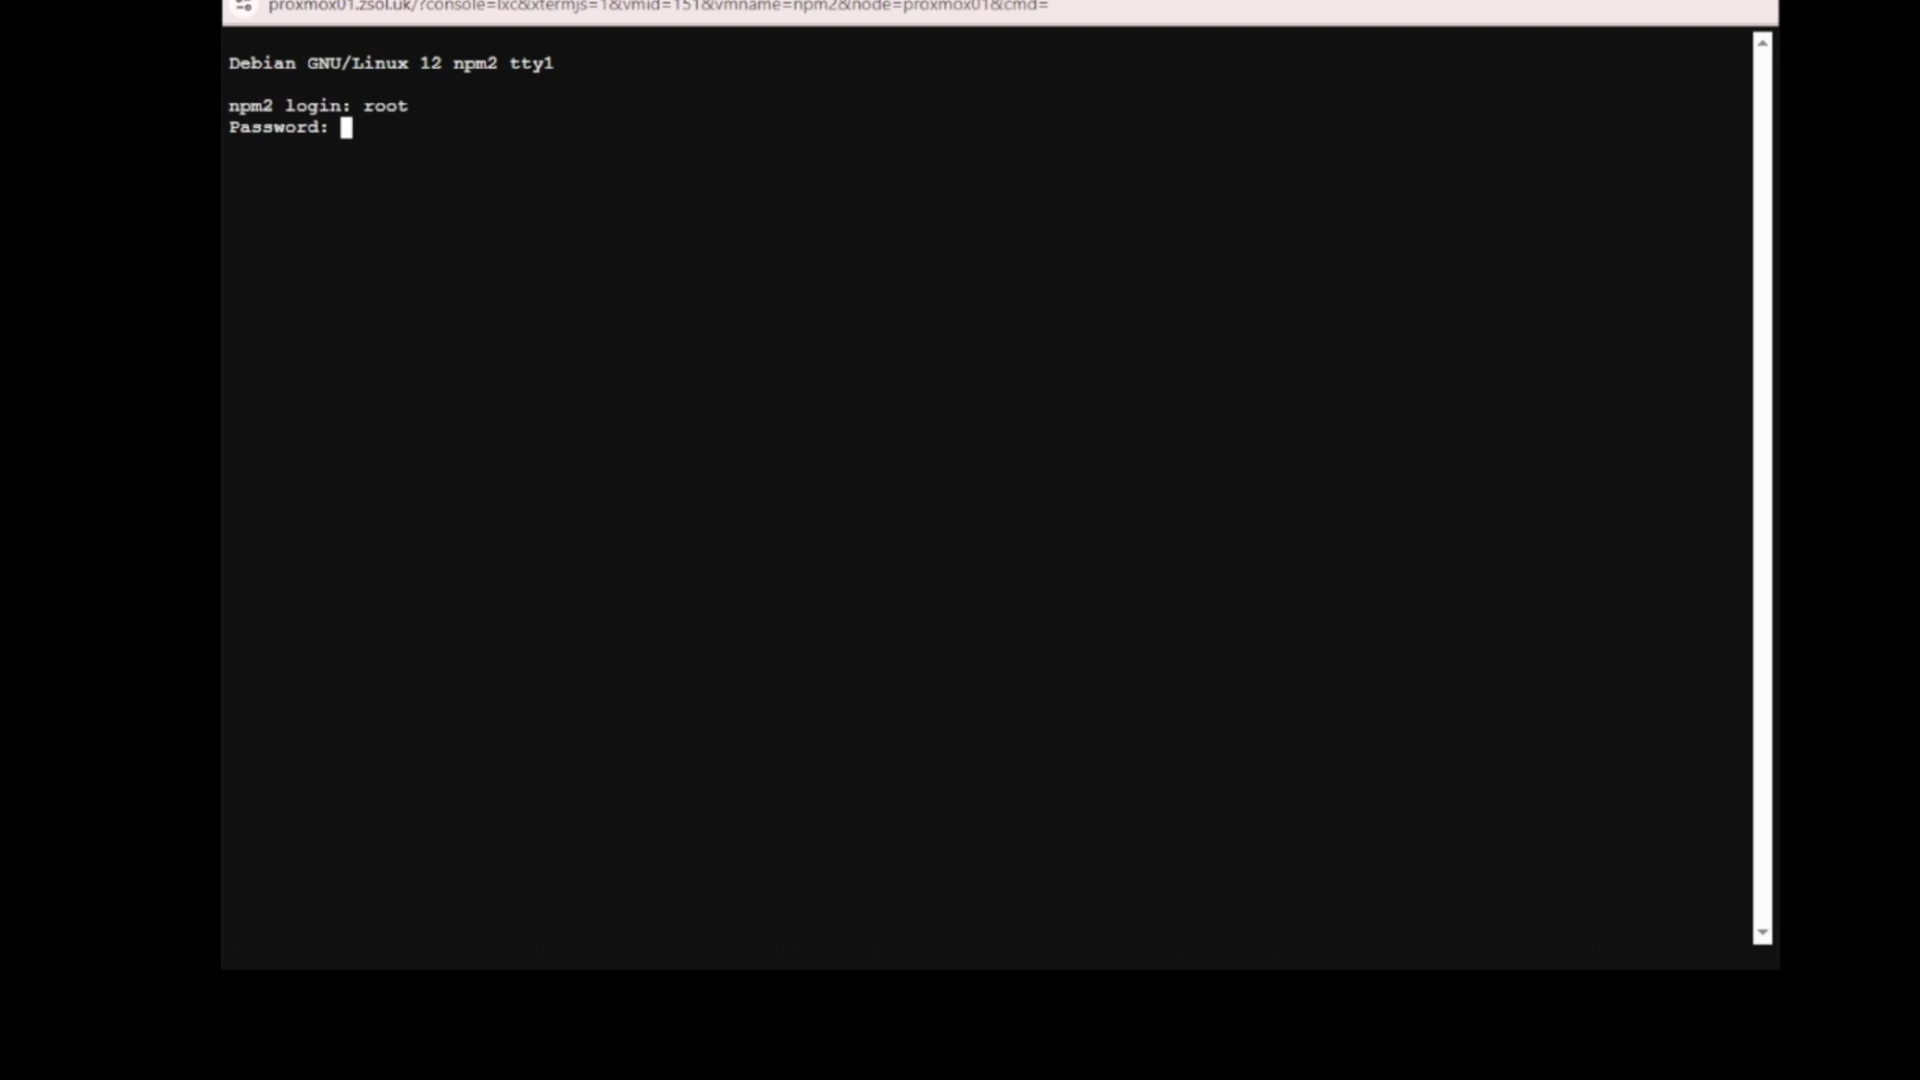 proxmox01.zsol.uk/?console=lxc&xtermjs=1&vmid=151&vmname=npm2&node=proxmox01&cmd=
Debian GNU/Linux 12 npm2 tty1
npm2 login: root
Password: